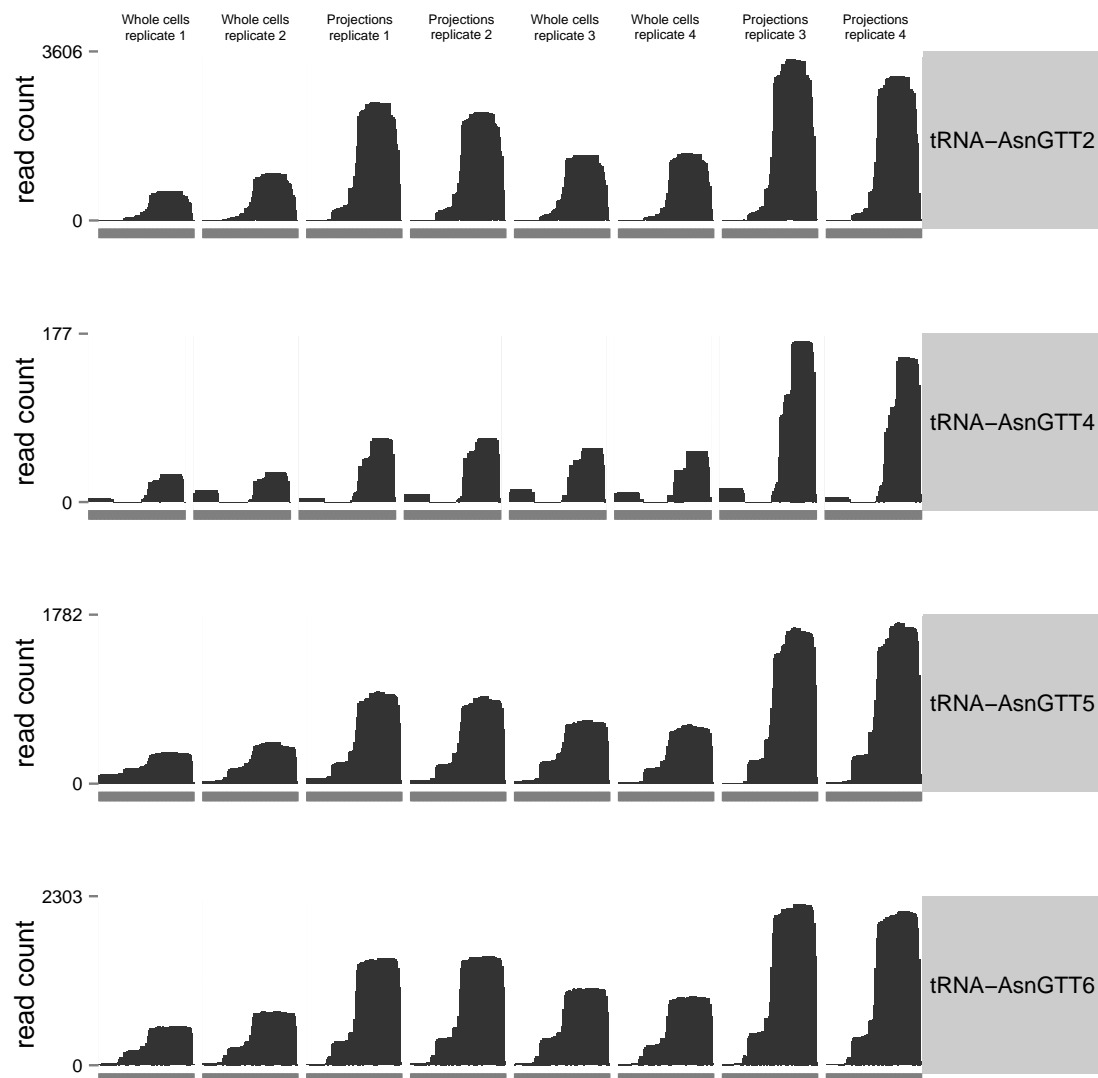 Whole cells
replicate 1
Whole cells
replicate 2
Projections
replicate 1
Projections
replicate 2
Whole cells
replicate 3
Whole cells
replicate 4
Projections
replicate 3
Projections
replicate 4
3606
read count
0
tRNA−AsnGTT2
177
read count
0
tRNA−AsnGTT4
1782
read count
0
tRNA−AsnGTT5
2303
read count
0
tRNA−AsnGTT6